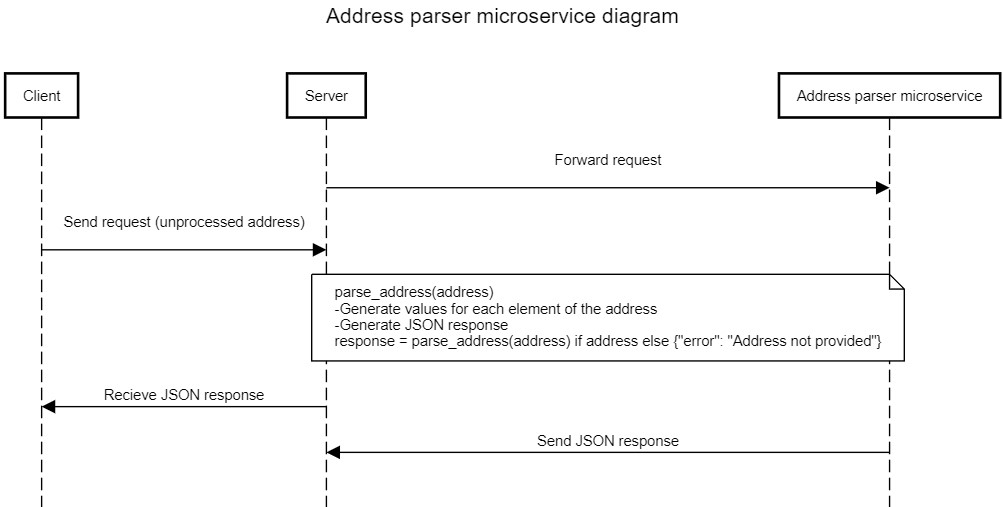 Address parser microservice diagram
Client
Server
Address parser microservice
Forward request
Send request (unprocessed address)
parse_address(address)
-Generate values for each element of the address
-Generate JSON response
response = parse_address(address) if address else {"error": "Address not provided"}
Recieve JSON response
Send JSON response